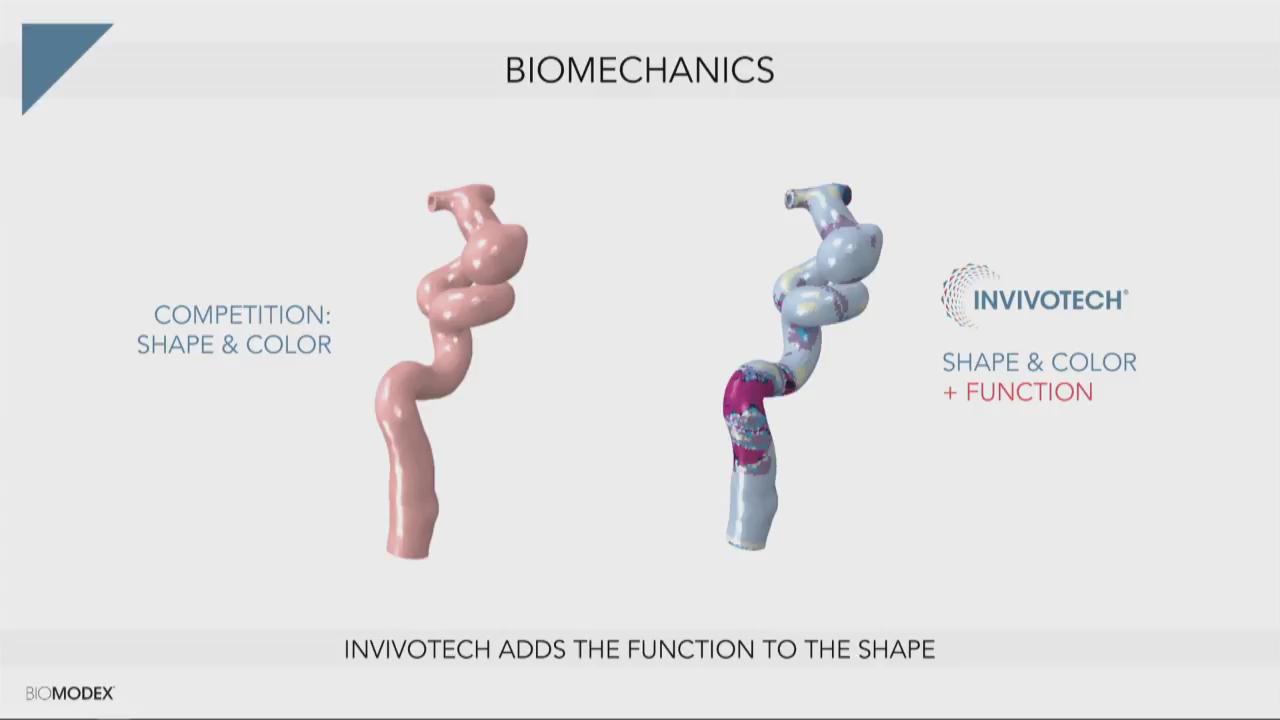 BIOMECHANICS
COMPETITION:
SHAPE & COLOR
INVIVOTECH®
SHAPE & COLOR
+ FUNCTION
INVIVOTECH ADDS THE FUNCTION TO THE SHAPE
BIOMODEX